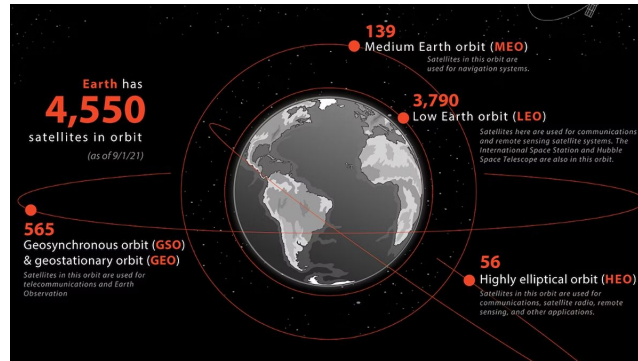 139
Medium Earth orbit (MEO)
Satellites in this orbit are
used for navigation systems.
Earth has
4,550
satellites in orbit
(as of 9/1/21)
3,790
Low Earth orbit (LEO)
Satellites here are used for communications
and remote sensing satellite systems. The
International Space Station and Hubble
Space Telescope are also in this orbit.
565
Geosynchronous orbit (GSO)
& geostationary orbit (GEO)
Satellites in this orbit are used for
telecommunications and Earth
Observation
56
Highly elliptical orbit (HEO)
Satellites in this orbit are used for
communications, satellite radio, remote
sensing, and other applications.